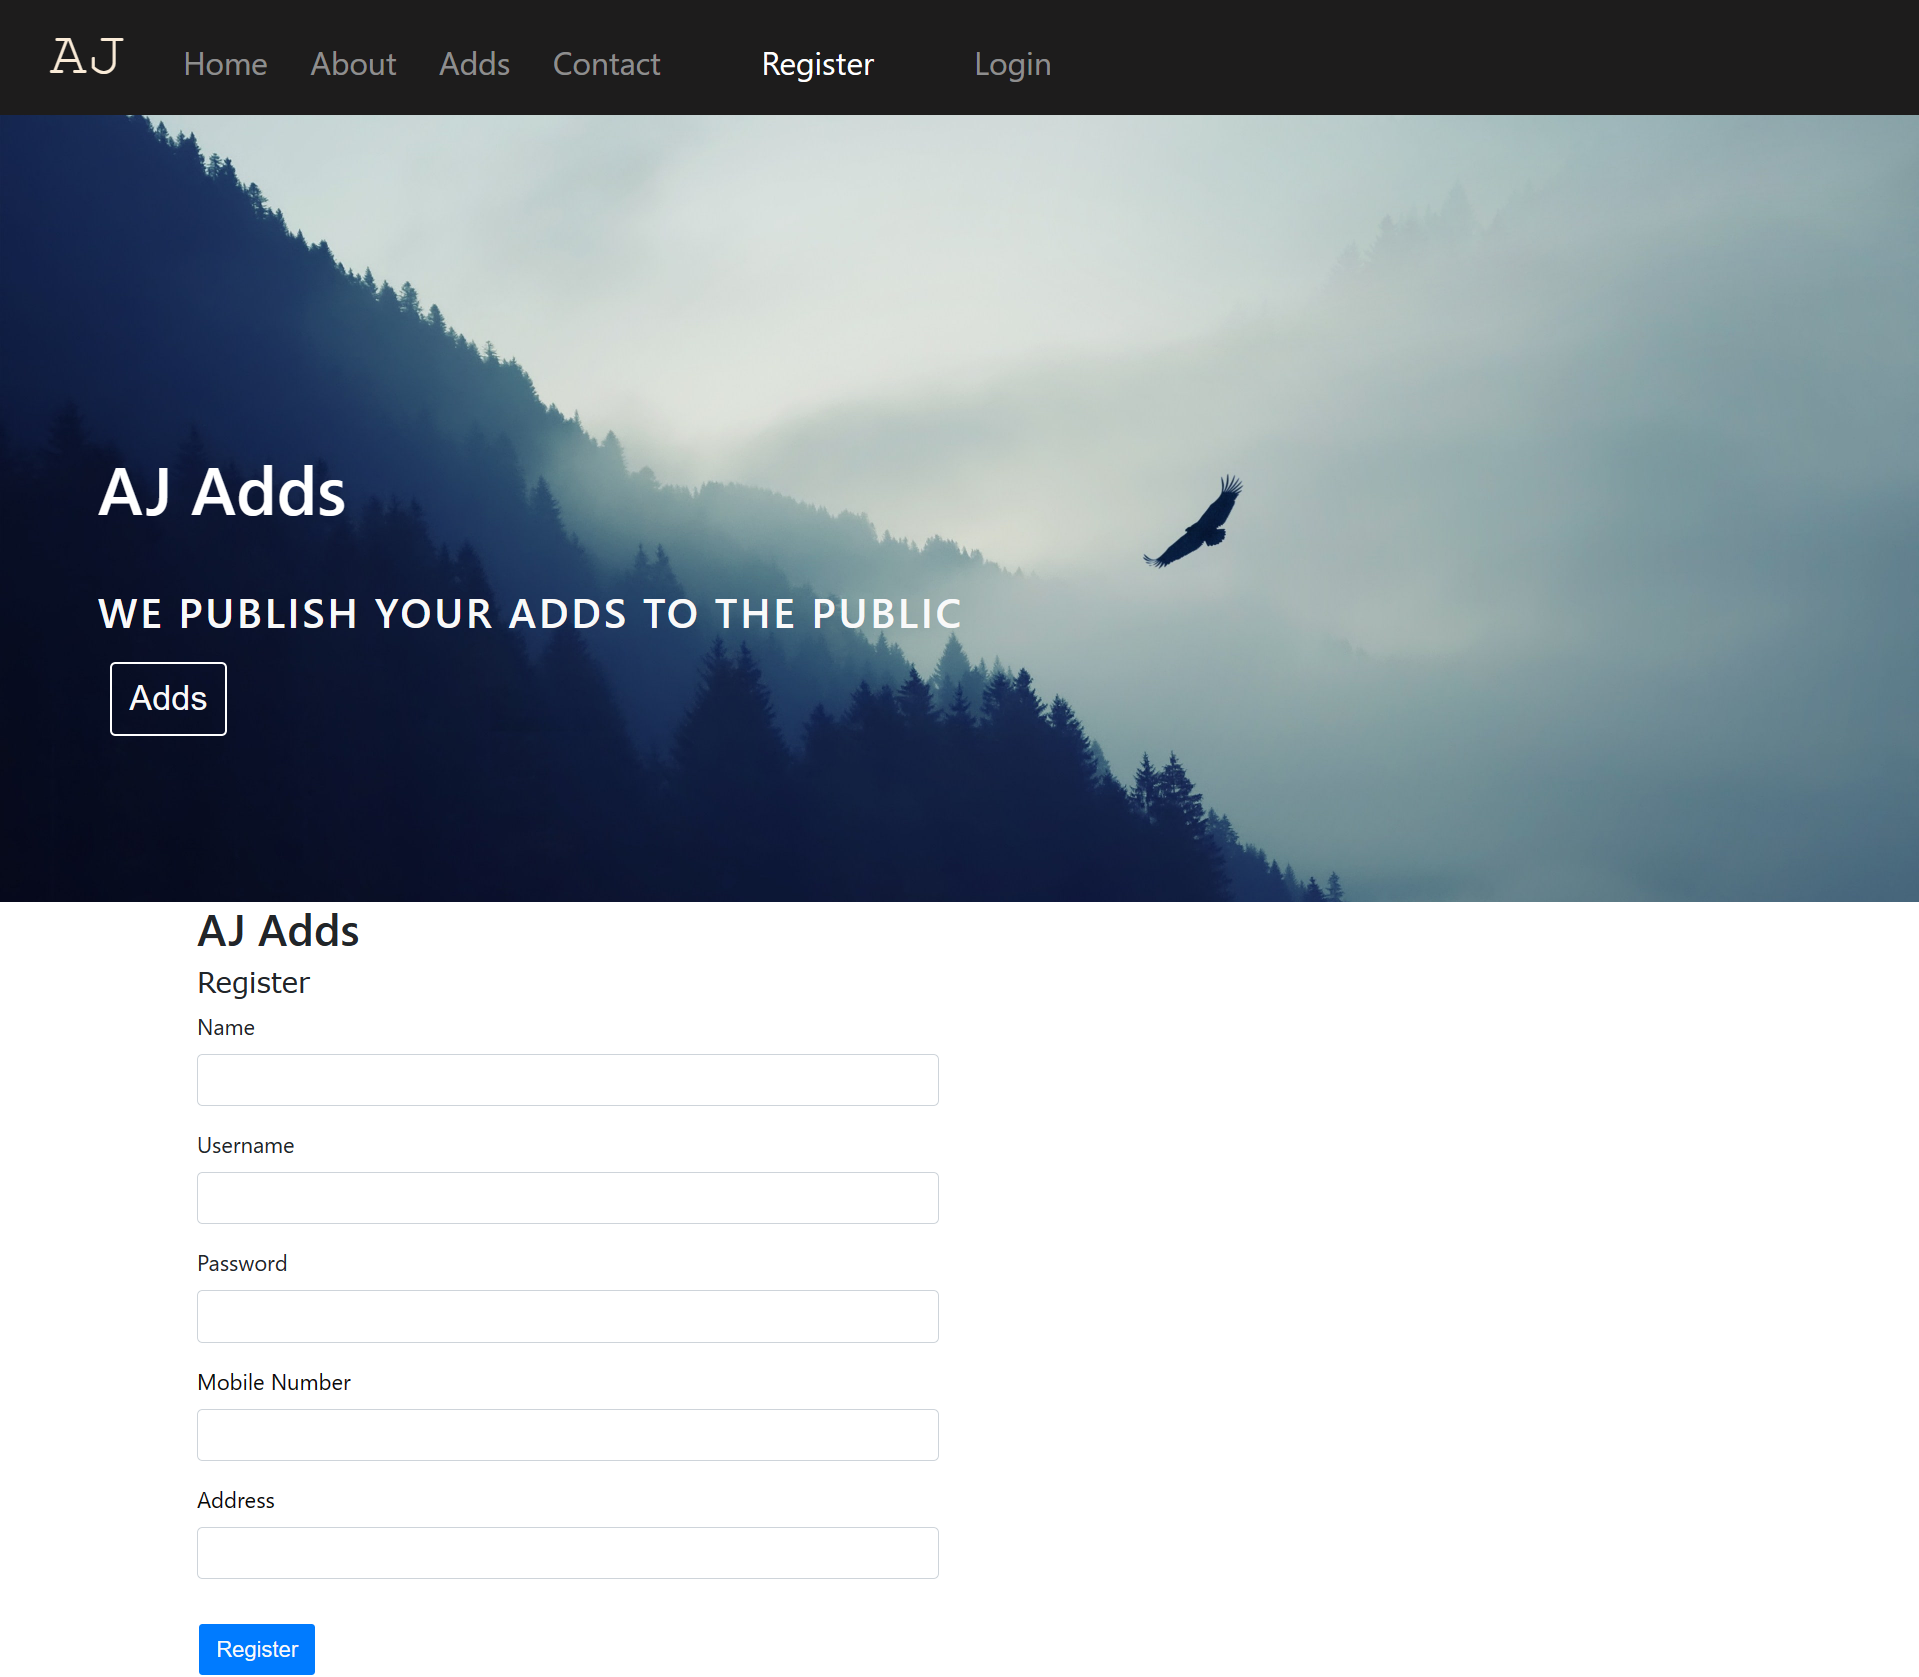 AJ Home About Adds Contact Register Login
AJ Adds
WE PUBLISH YOUR ADDS TO THE PUBLIC
Adds
AJ Adds
Register
Name
Username
Password
Mobile Number
Address
Register